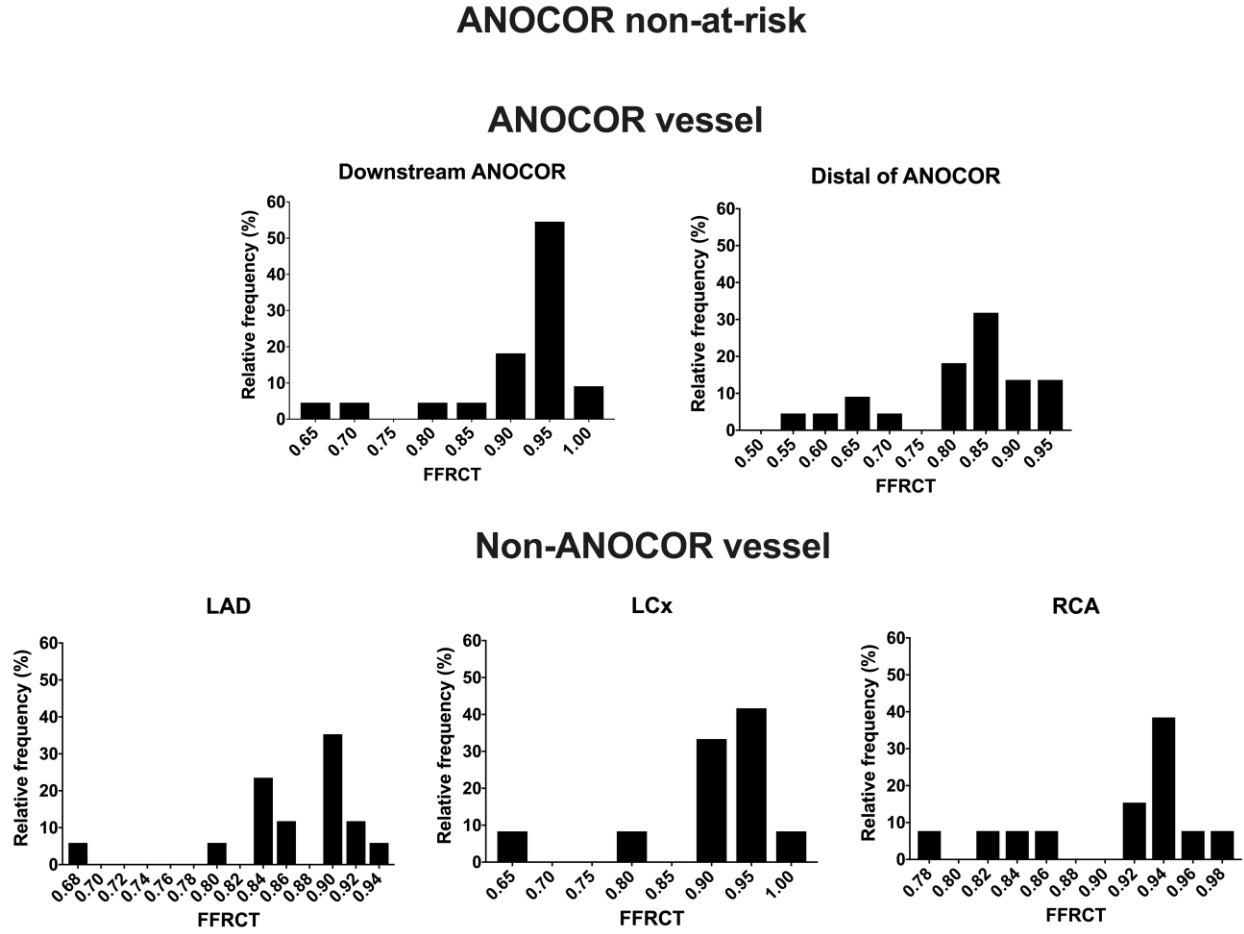 ANOCOR non-at-risk
ANOCOR vessel
Downstream ANOCOR
Relative frequency (%)
60
50
40
30
20
10
0
0.65 0.70 0.75 0.80 0.85 0.90 0.95 1.00
FFRCT
Distal of ANOCOR
Relative frequency (%)
60
50
40
30
20
10
0
0.50 0.55 0.60 0.65 0.70 0.75 0.80 0.85 0.90 0.95
FFRCT
Non-ANOCOR vessel
LAD
Relative frequency (%)
60
50
40
30
20
10
0
0.68 0.70 0.72 0.74 0.76 0.78 0.80 0.82 0.84 0.86 0.88 0.90 0.92 0.94
FFRCT
LCx
Relative frequency (%)
60
50
40
30
20
10
0
0.65 0.70 0.75 0.80 0.85 0.90 0.95 1.00
FFRCT
RCA
Relative frequency (%)
60
50
40
30
20
10
0
0.78 0.80 0.82 0.84 0.86 0.88 0.90 0.92 0.94 0.96 0.98
FFRCT